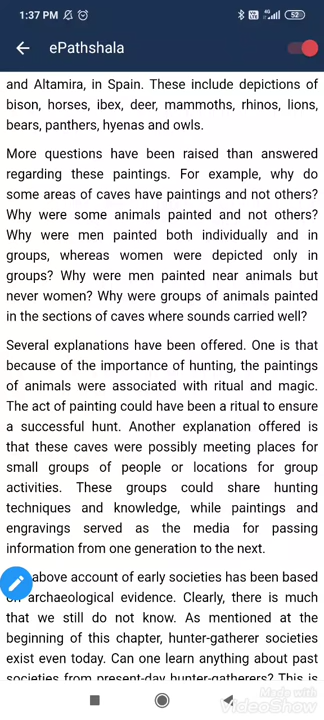 1:37 PM
52
ePathshala
and Altamira, in Spain. These include depictions of
bison, horses, ibex, deer, mammoths, rhinos, lions,
bears, panthers, hyenas and owls.
More questions have been raised than answered
regarding these paintings. For example, why do
some areas of caves have paintings and not others?
Why were some animals painted and not others?
Why were men painted both individually and in
groups, whereas women were depicted only in
groups? Why were men painted near animals but
never women? Why were groups of animals painted
in the sections of caves where sounds carried well?
Several explanations have been offered. One is that
because of the importance of hunting, the paintings
of animals were associated with ritual and magic.
The act of painting could have been a ritual to ensure
a successful hunt. Another explanation offered is
that these caves were possibly meeting places for
small groups of people or locations for group
activities. These groups could share hunting
techniques and knowledge, while paintings and
engravings served as the media for passing
information from one generation to the next.
above account of early societies has been based
on archaeological evidence. Clearly, there is much
that we still do not know. As mentioned at the
beginning of this chapter, hunter-gatherer societies
exist even today. Can one learn anything about past
societies from present-day hunter-gatherers? This is
Made with
VideoShow